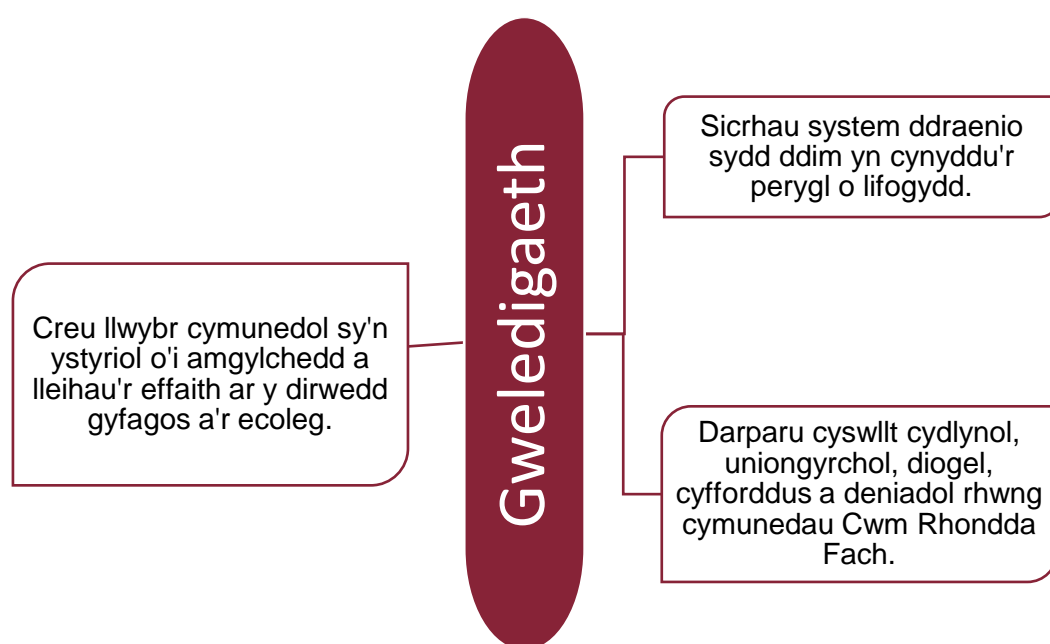 Gweledigaeth
Creu llwybr cymunedol sy'n
ystyriol o'i amgylchedd a
lleihau'r effaith ar y dirwedd
gyfagos a'r ecoleg.
Sicrhau system ddraenio
sydd ddim yn cynyddu'r
perygl o lifogydd.
Darparu cyswllt cydlynol,
uniongyrchol, diogel,
cyfforddus a deniadol rhwng
cymunedau Cwm Rhondda
Fach.